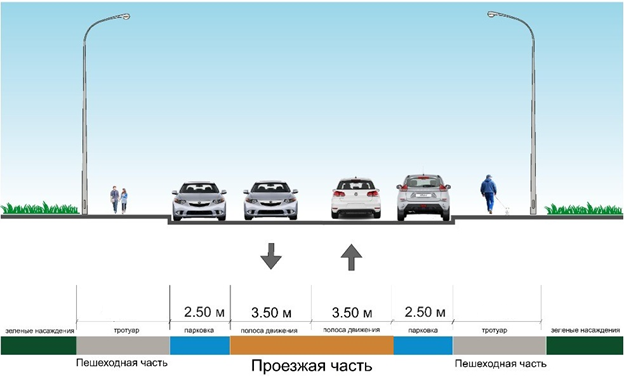 2.50 м 3.50 м 3.50 м 2.50 м
зеленые насаждения тротуар парковка полоса движения полоса движения парковка тротуар зеленые насаждения
Пешеходная часть Проезжая часть Пешеходная часть